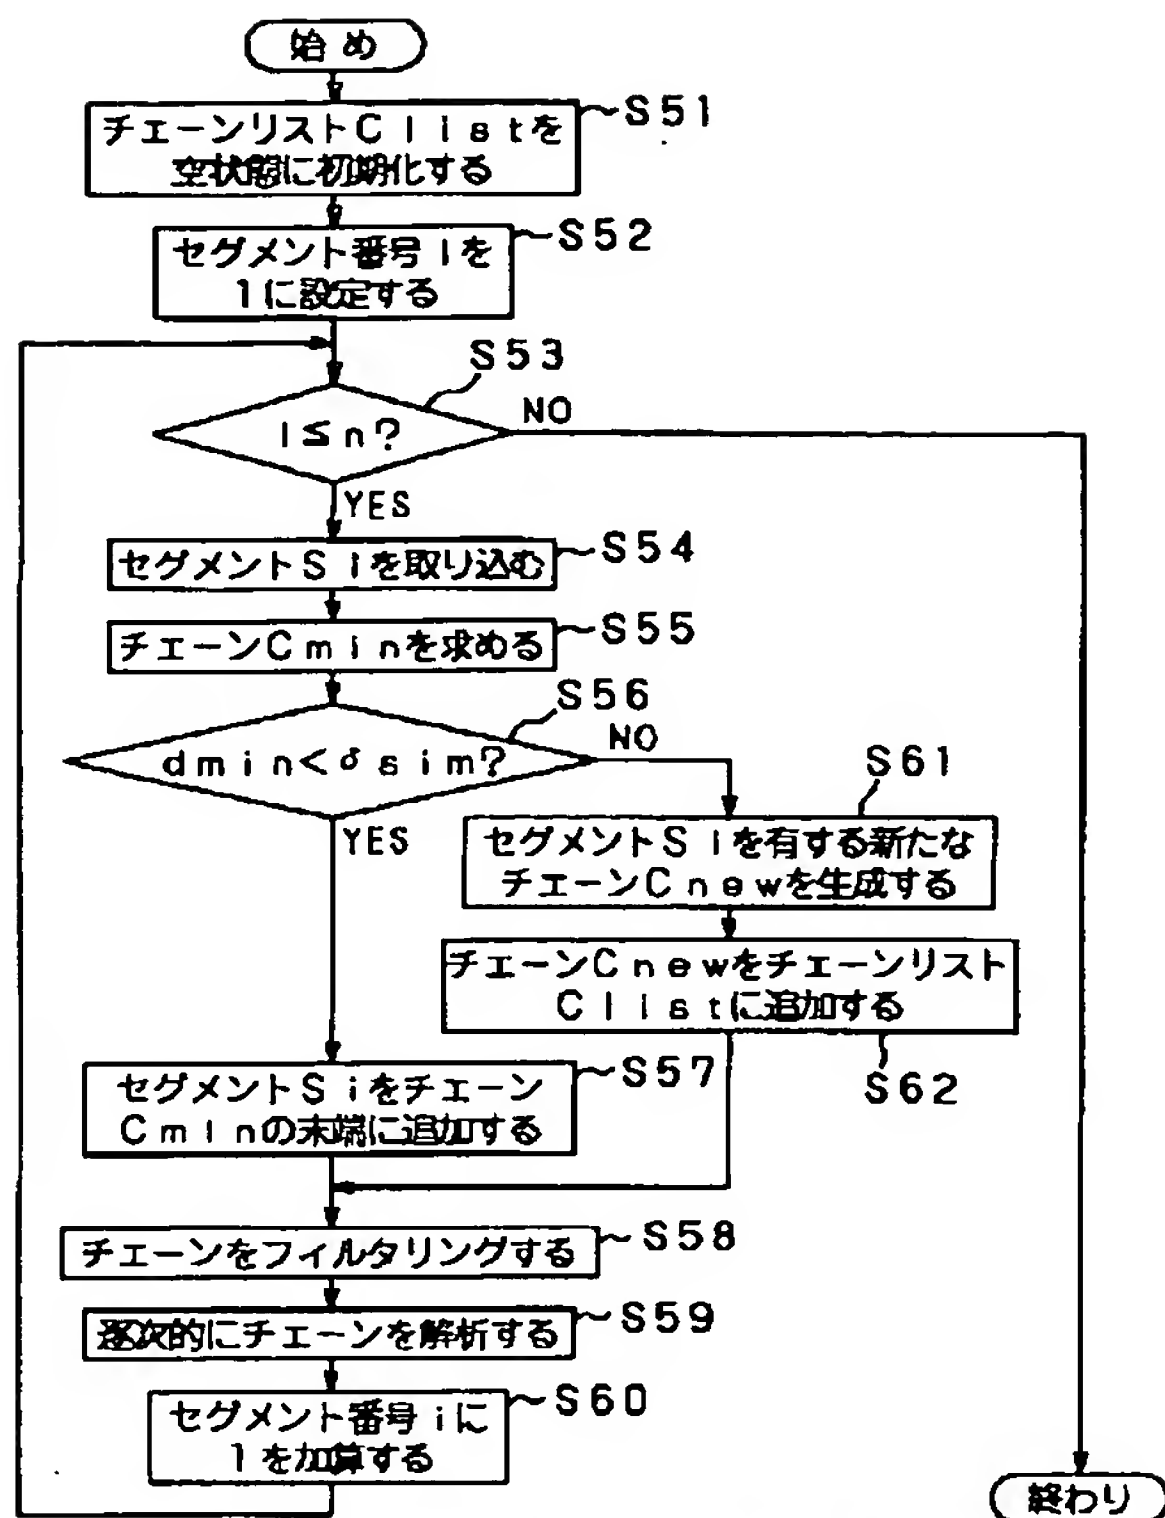 始め
S51
チェーンリストClistを
空状態に初期化する
S52
セグメント番号iを
1に設定する
S53
i≦n?
NO
YES
S54
セグメントSiを取り込む
S55
チェーンCminを求める
S56
dmin<δsim?
NO
YES
S61
セグメントSiを有する新たな
チェーンCnewを生成する
チェーンCnewをチェーンリスト
Clistに追加する
S62
S57
セグメントSiをチェーン
Cminの末端に追加する
S58
チェーンをフィルタリングする
S59
逐次的にチェーンを解析する
S60
セグメント番号iに
1を加算する
終わり